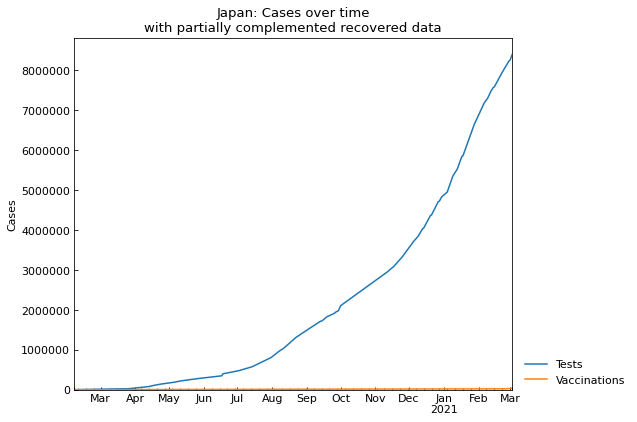 Japan: Cases over time
with partially complemented recovered data
Cases
8000000
7000000
6000000
5000000
4000000
3000000
2000000
1000000
0
Mar Apr May Jun Jul Aug Sep Oct Nov Dec Jan Feb Mar
2021
Tests
Vaccinations